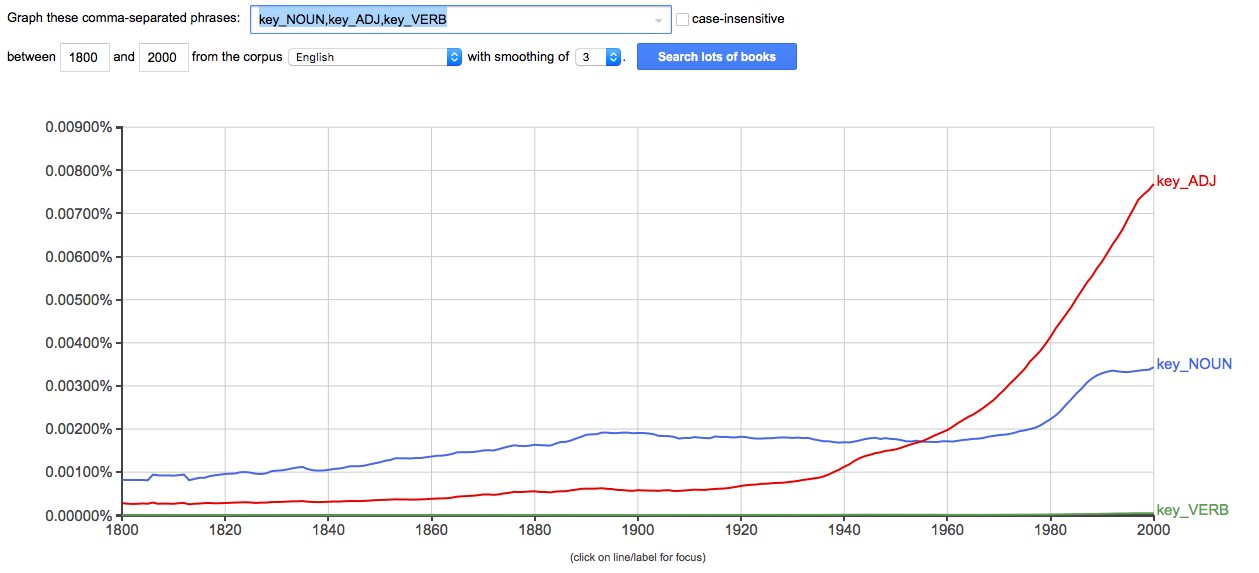 Graph these comma-separated phrases: key_NOUN,key_ADJ,key_VERB case-insensitive
between 1800 and 2000 from the corpus English with smoothing of 3 . Search lots of books
0.00900%
0.00800%
key_ADJ
0.00700%
0.00600%
0.00500%
0.00400%
key_NOUN
0.00300%
0.00200%
0.00100%
key_VERB
0.00000%
1800 1820 1840 1860 1880 1900 1920 1940 1960 1980 2000
(click on line/label for focus)